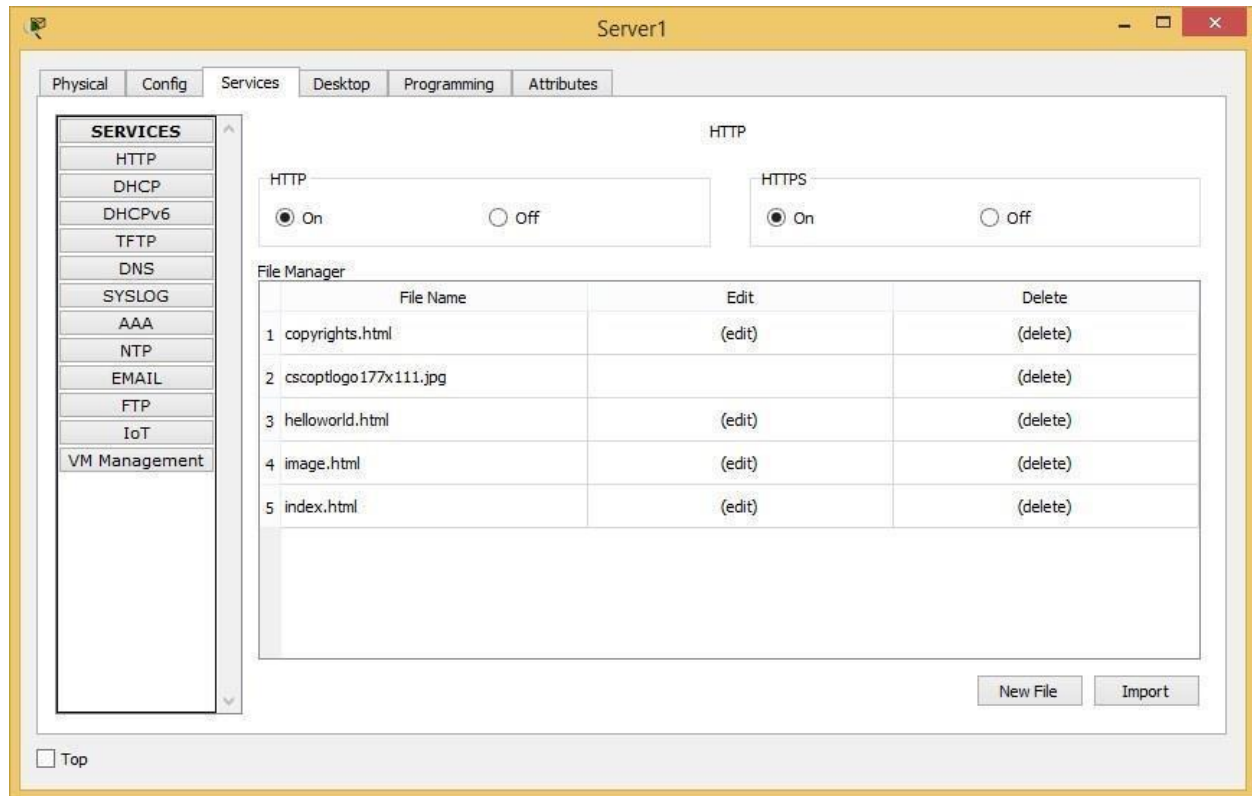 Server1
Physical Config Services Desktop Programming Attributes
SERVICES
HTTP
DHCP
DHCPv6
TFTP
DNS
SYSLOG
AAA
NTP
EMAIL
FTP
IoT
VM Management
HTTP
HTTP
On Off
HTTPS
On Off
File Manager
File Name Edit Delete
1 copyrights.html (edit) (delete)
2 cscoptlogo177x111.jpg (delete)
3 helloworld.html (edit) (delete)
4 image.html (edit) (delete)
5 index.html (edit) (delete)
New File Import
Top